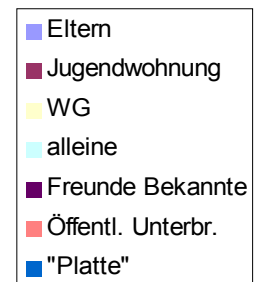 Eltern
Jugendwohnung
WG
alleine
Freunde Bekannte
Öffentl. Unterbr.
"Platte"